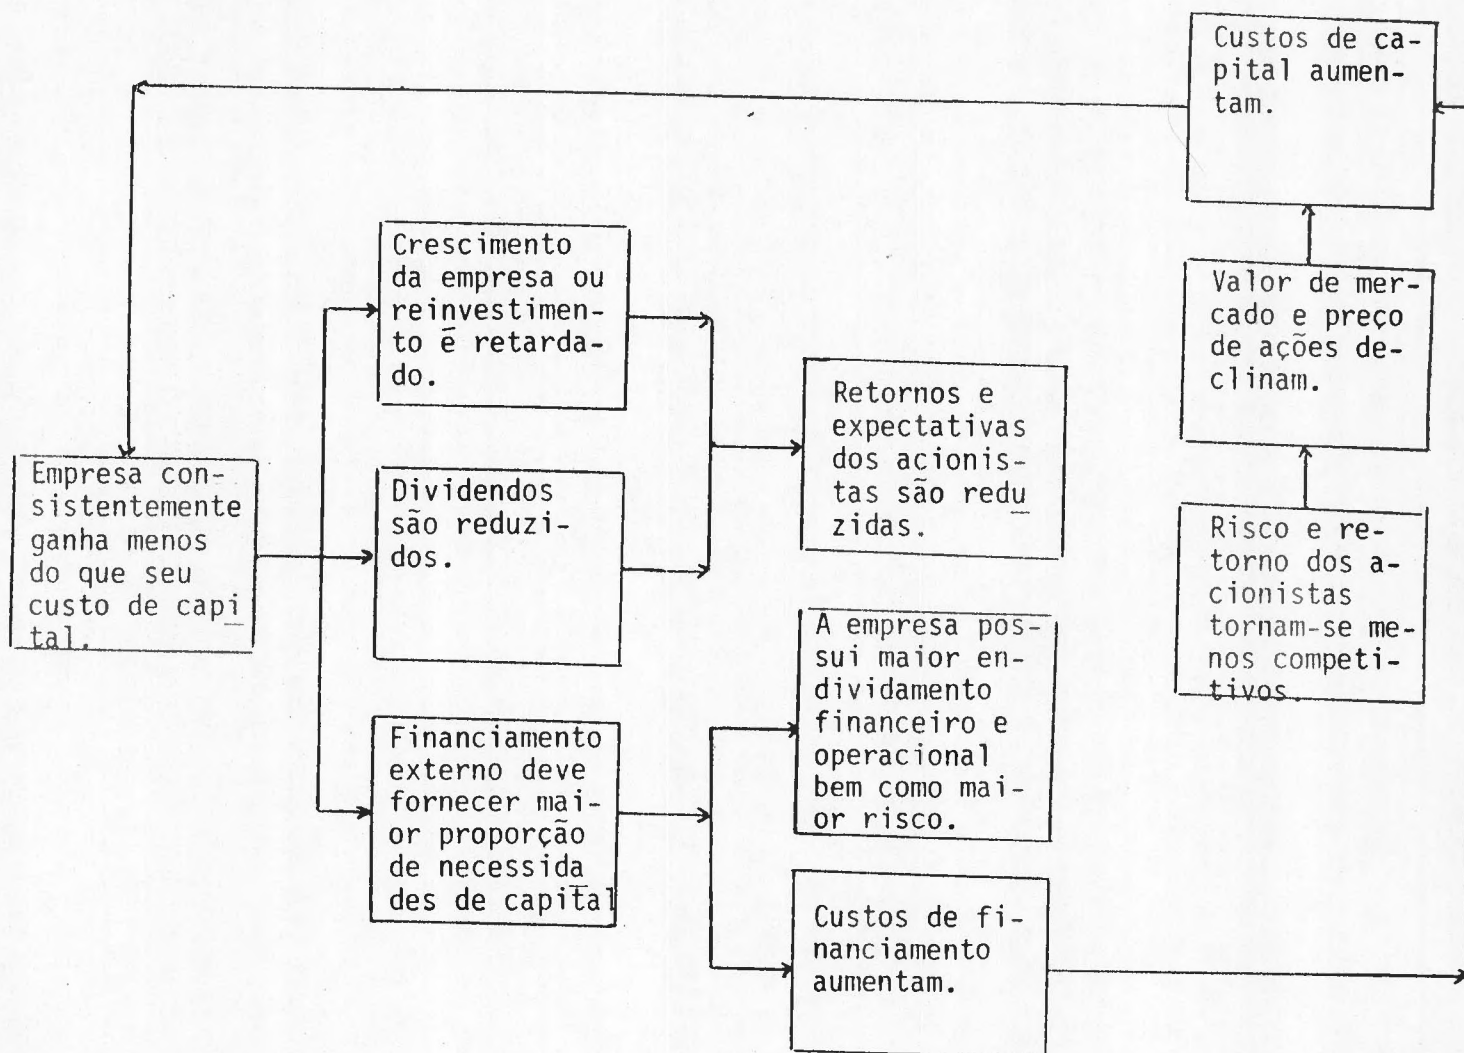 Custos de ca-
pital aumen-
tam.
Crescimento
da empresa ou
reinvestimen-
to é retarda-
do.
Valor de mer-
cado e preço
de ações de-
clinam.
Retornos e
expectativas
dos acionis-
tas são redu
zidas.
Empresa con-
sistentemente
ganha menos
do que seu
custo de capi
tal.
Dividendos
são reduzi-
dos.
Risco e re-
torno dos a-
cionistas
tornam-se me-
nos competi-
tivos.
A empresa pos-
sui maior en-
dividamento
financeiro e
operacional
bem como mai-
or risco.
Financiamento
externo deve
fornecer mai-
or proporção
de necessida
des de capital
Custos de fi-
nanciamento
aumentam.